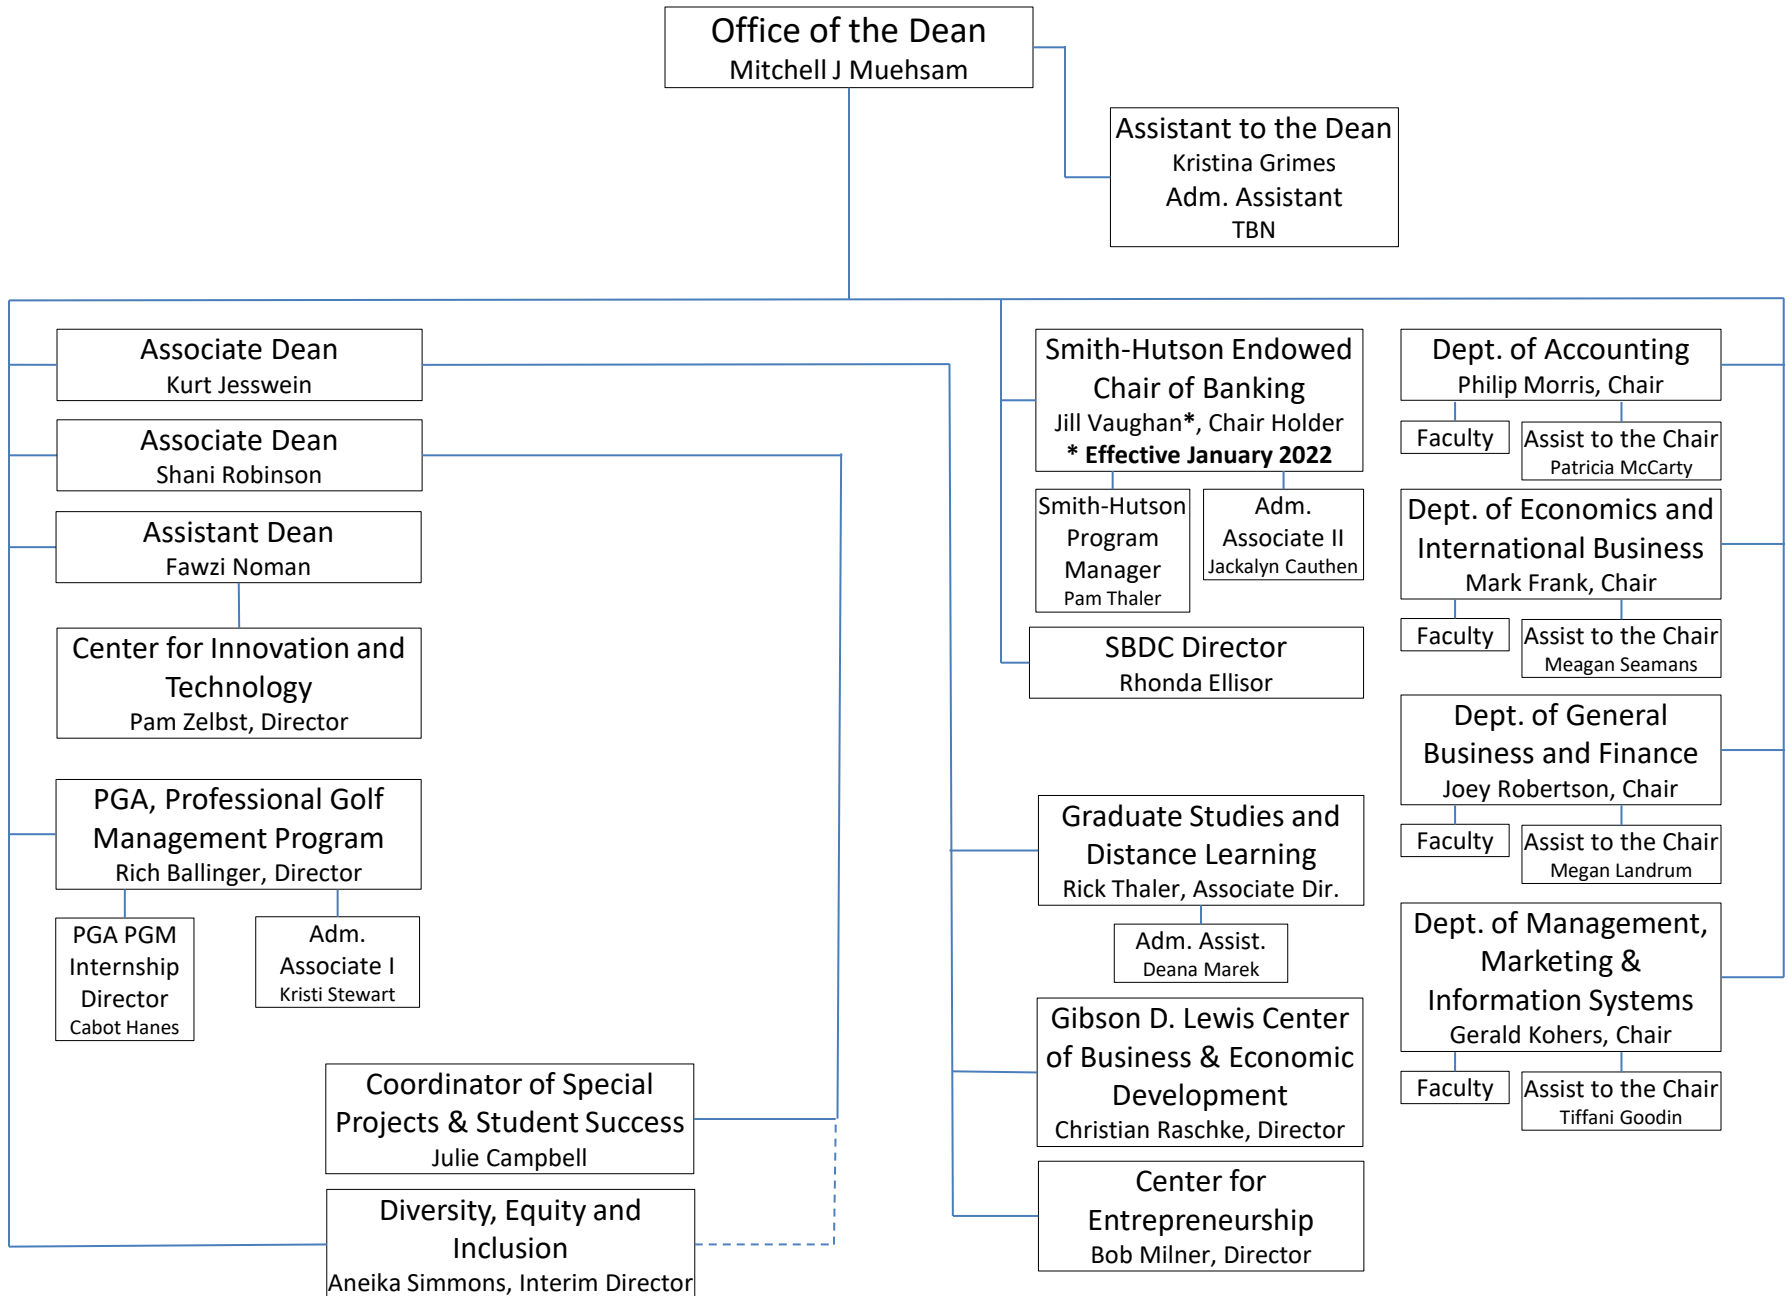 Office of the Dean
Mitchell J Muehsam
Assistant to the Dean
Kristina Grimes
Adm. Assistant
TBN
Associate Dean
Kurt Jesswein
Associate Dean
Shani Robinson
Assistant Dean
Fawzi Noman
Center for Innovation and
Technology
Pam Zelbst, Director
PGA, Professional Golf
Management Program
Rich Ballinger, Director
PGA PGM
Internship
Director
Cabot Hanes
Adm.
Associate I
Kristi Stewart
Coordinator of Special
Projects & Student Success
Julie Campbell
Diversity, Equity and
Inclusion
Aneika Simmons, Interim Director
Smith-Hutson Endowed
Chair of Banking
Jill Vaughan*, Chair Holder
* Effective January 2022
Smith-Hutson
Program
Manager
Pam Thaler
Adm.
Associate II
Jackalyn Cauthen
SBDC Director
Rhonda Ellisor
Graduate Studies and
Distance Learning
Rick Thaler, Associate Dir.
Adm. Assist.
Deana Marek
Gibson D. Lewis Center
of Business & Economic
Development
Christian Raschke, Director
Center for
Entrepreneurship
Bob Milner, Director
Dept. of Accounting
Philip Morris, Chair
Faculty
Assist to the Chair
Patricia McCarty
Dept. of Economics and
International Business
Mark Frank, Chair
Faculty
Assist to the Chair
Meagan Seamans
Dept. of General
Business and Finance
Joey Robertson, Chair
Faculty
Assist to the Chair
Megan Landrum
Dept. of Management,
Marketing &
Information Systems
Gerald Kohers, Chair
Faculty
Assist to the Chair
Tiffani Goodin